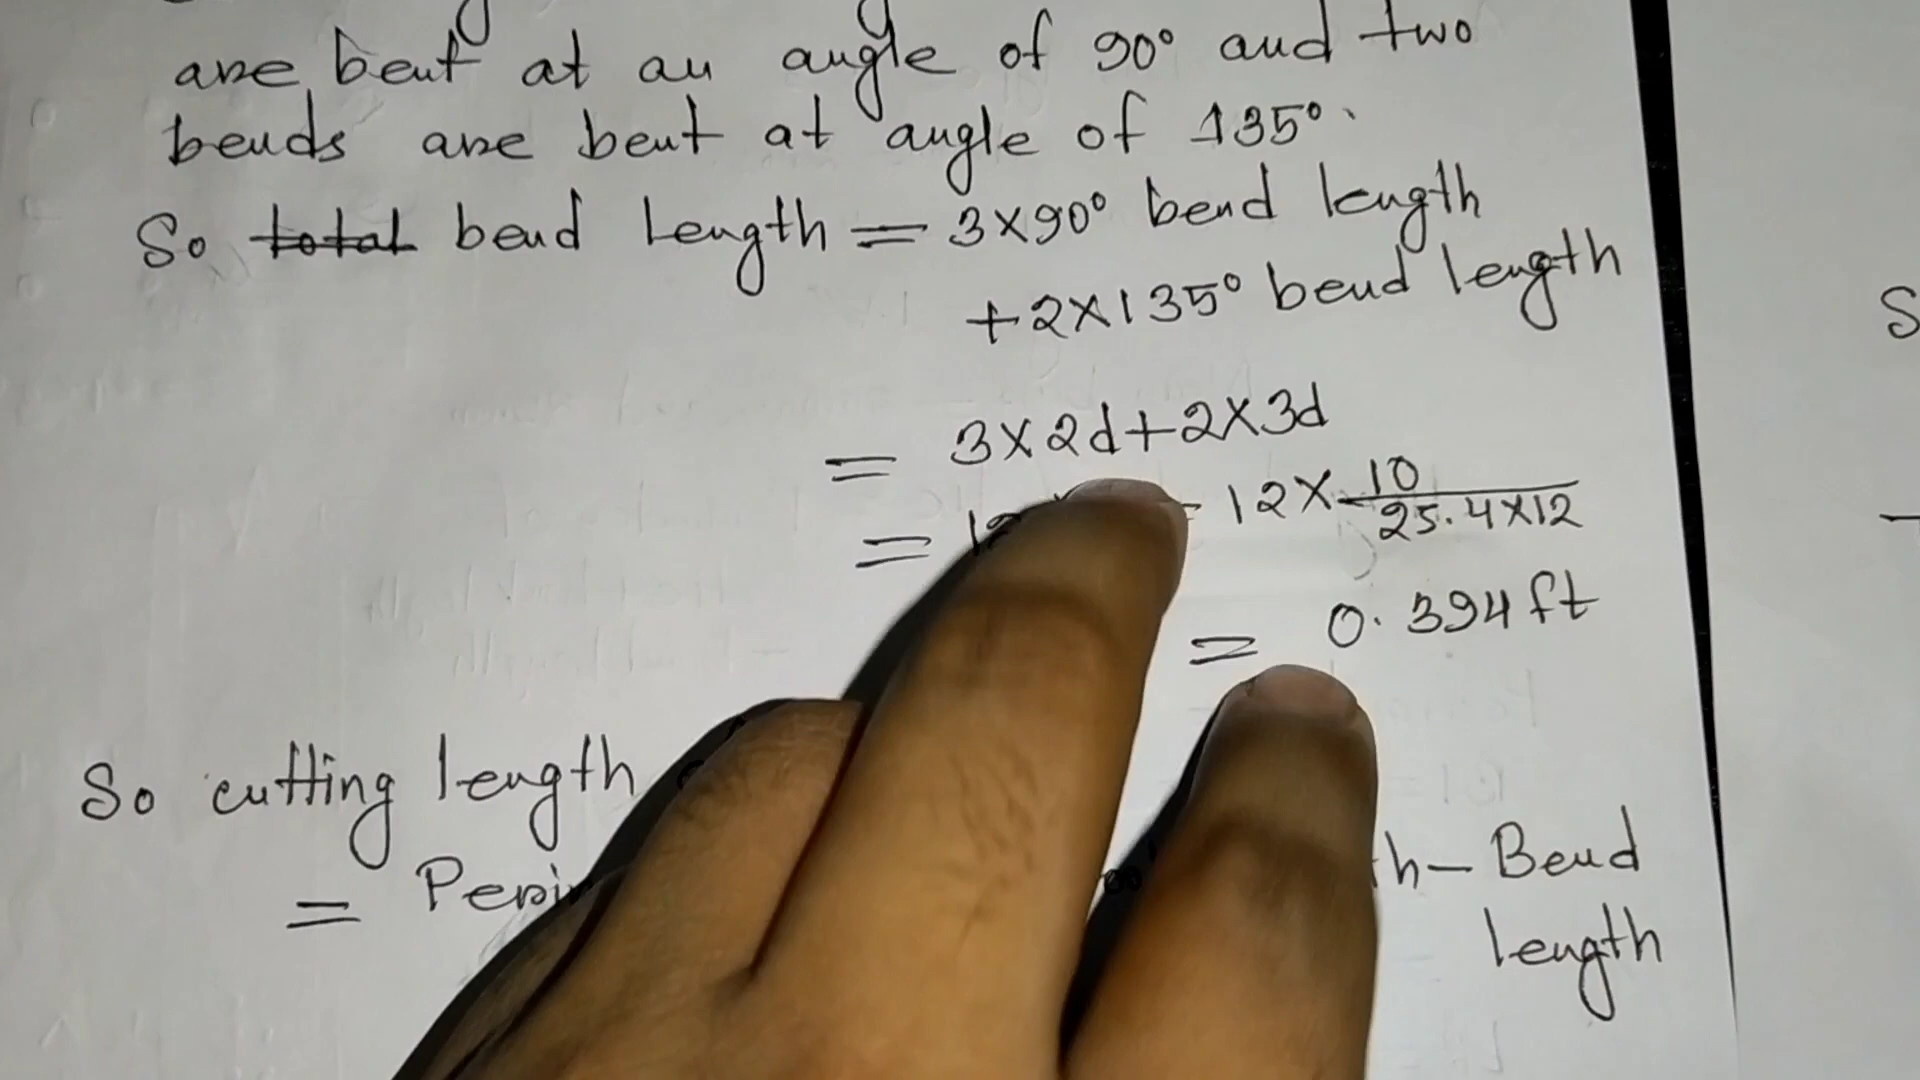 are bent at an angle of 90° and two
bends are bent at angle of 135°.
So total bend length = 3×90° bend length
+2×135° bend length
= 3×2d+2×3d
= 12 = 12×10/25.4×12
= 0.394 ft
So cutting length
=
h- Bend
length
S